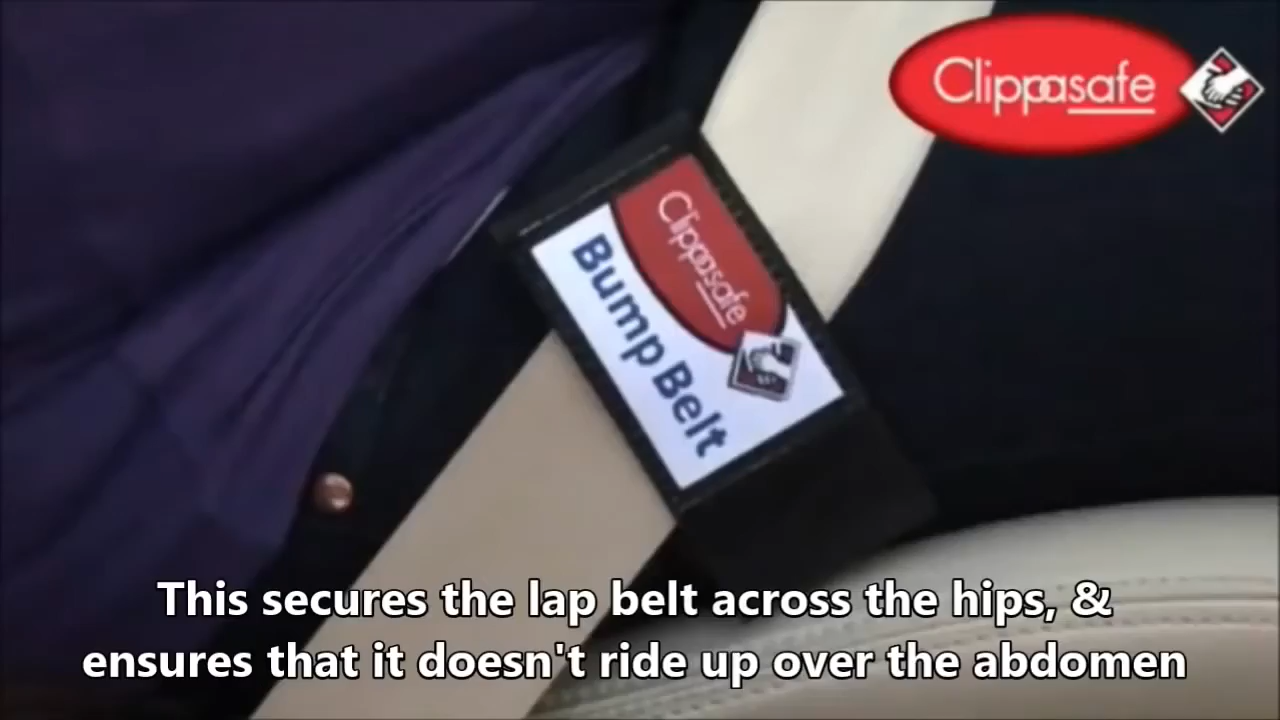 Clippasafe
Clippasafe
Bump Belt
This secures the lap belt across the hips, &
ensures that it doesn't ride up over the abdomen